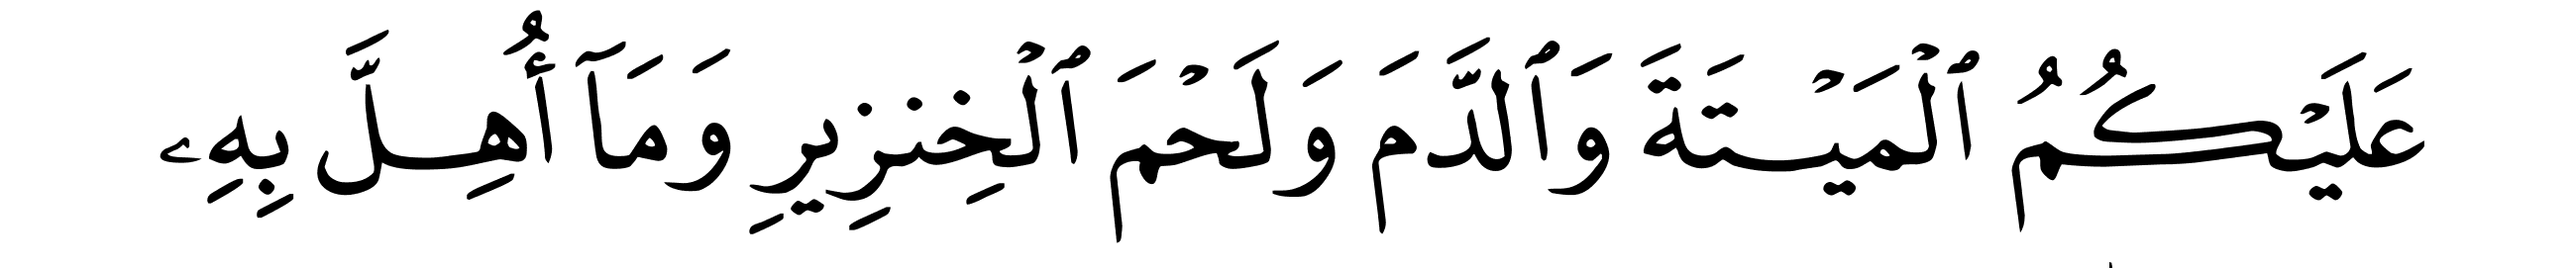 عَلَيۡكُمُ ٱلۡمَيۡتَةَ وَٱلدَّمَ وَلَحۡمَ ٱلۡخِنزِيرِ وَمَآ أُهِلَّ بِهِۦ